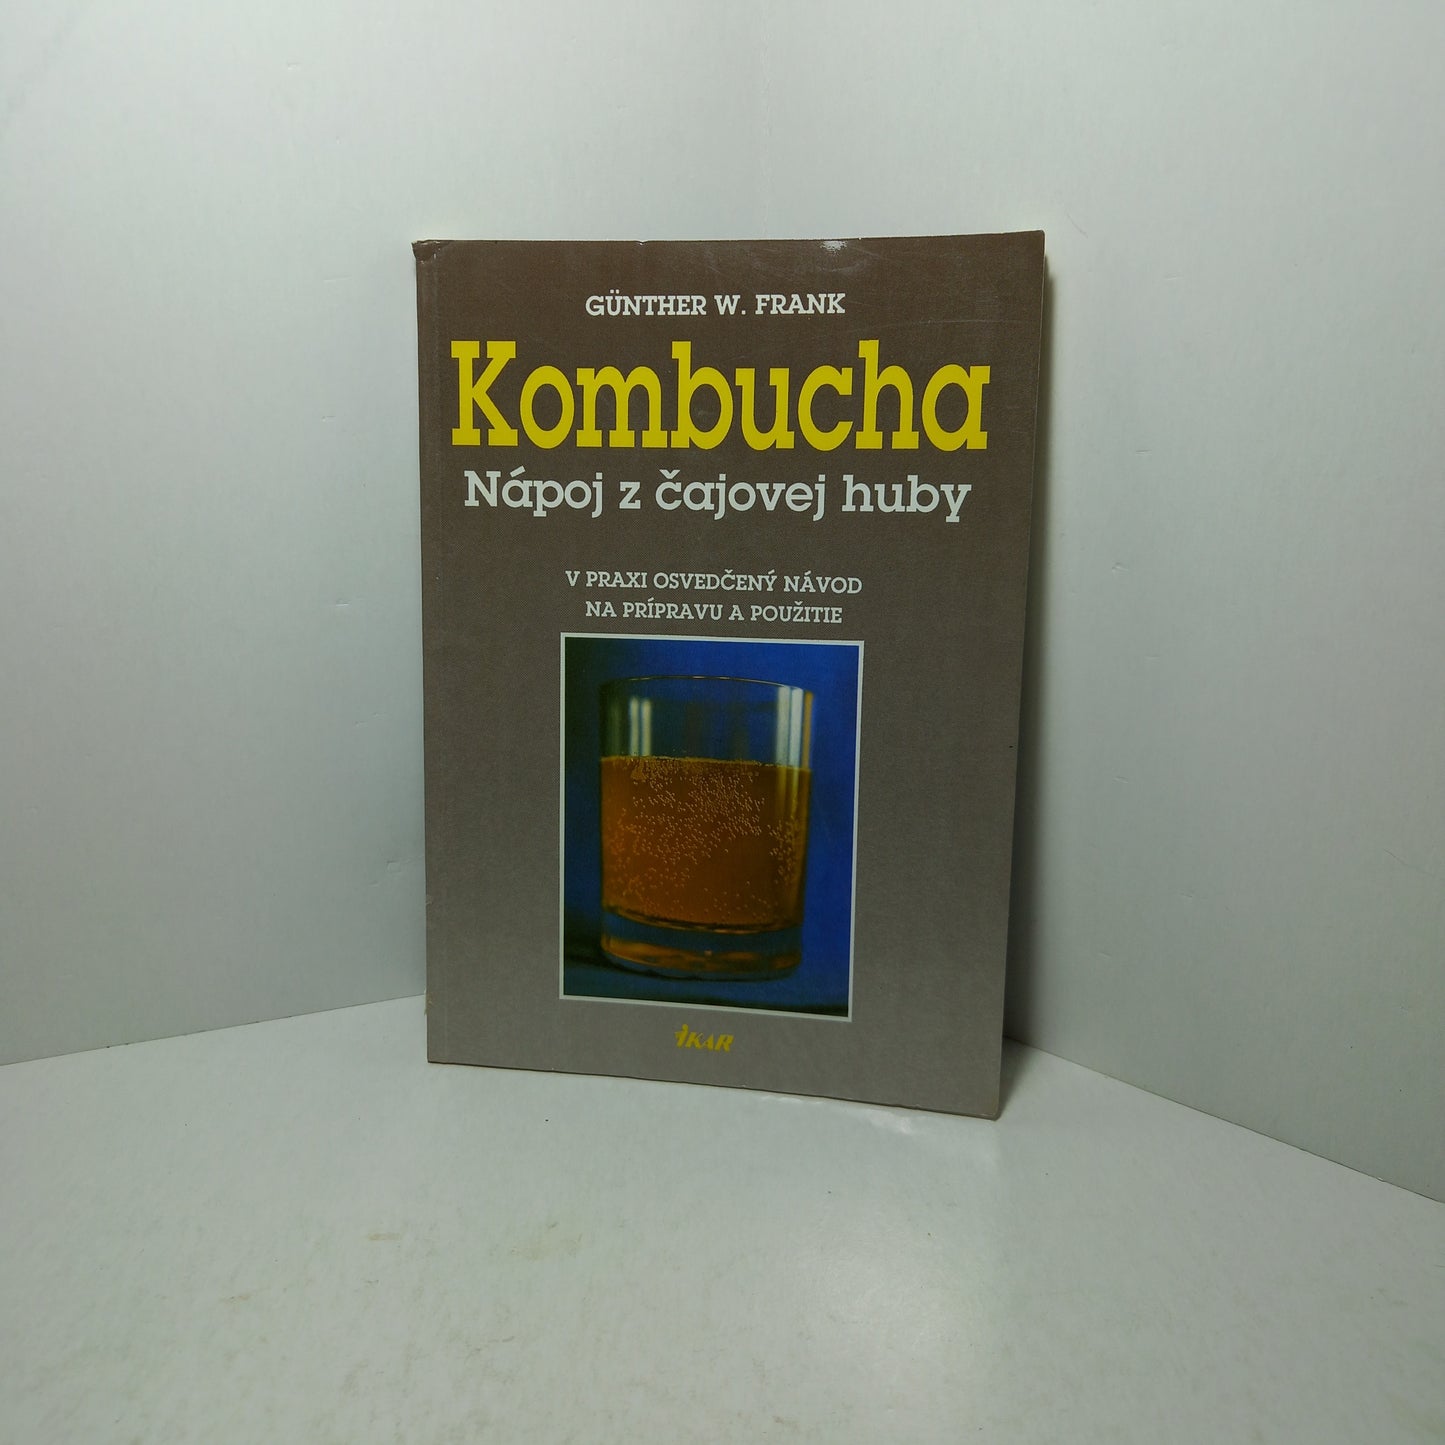 GÜNTHER W. FRANK
Kombucha
Nápoj z čajovej huby
V PRAXI OSVEDČENÝ NÁVOD
NA PRÍPRAVU A POUŽITIE
IKAR